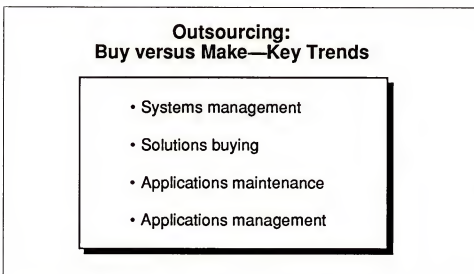 Outsourcing:
Buy versus Make—Key Trends
• Systems management
• Solutions buying
• Applications maintenance
• Applications management